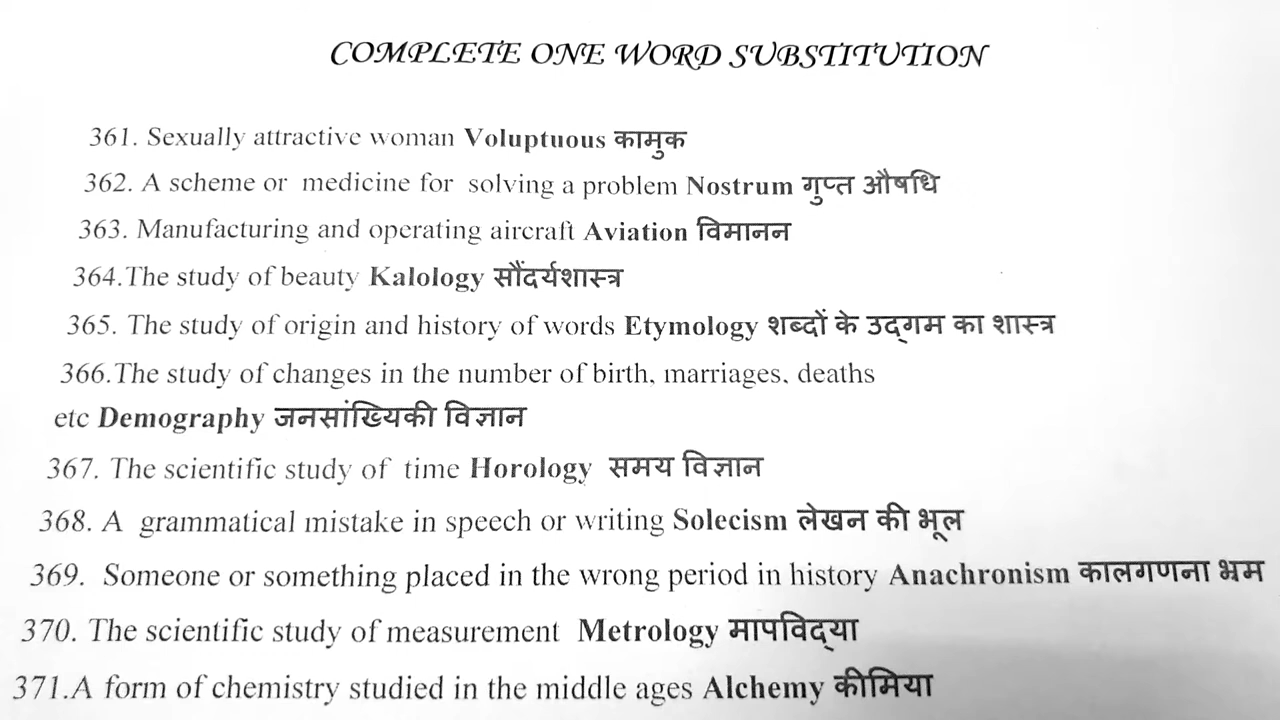 COMPLETE ONE WORD SUBSTITUTION
361. Sexually attractive woman Voluptuous कामुक
362. A scheme or medicine for solving a problem Nostrum गुप्त औषधि
363. Manufacturing and operating aircraft Aviation विमानन
364.The study of beauty Kalology सौंदर्यशास्त्र
365. The study of origin and history of words Etymology शब्दों के उद्गम का शास्त्र
366.The study of changes in the number of birth, marriages, deaths
etc Demography जनसांख्यिकी विज्ञान
367. The scientific study of time Horology समय विज्ञान
368. A grammatical mistake in speech or writing Solecism लेखन की भूल
369. Someone or something placed in the wrong period in history Anachronism कालगणना भ्रम
370. The scientific study of measurement Metrology मापविद्या
371.A form of chemistry studied in the middle ages Alchemy कीमिया